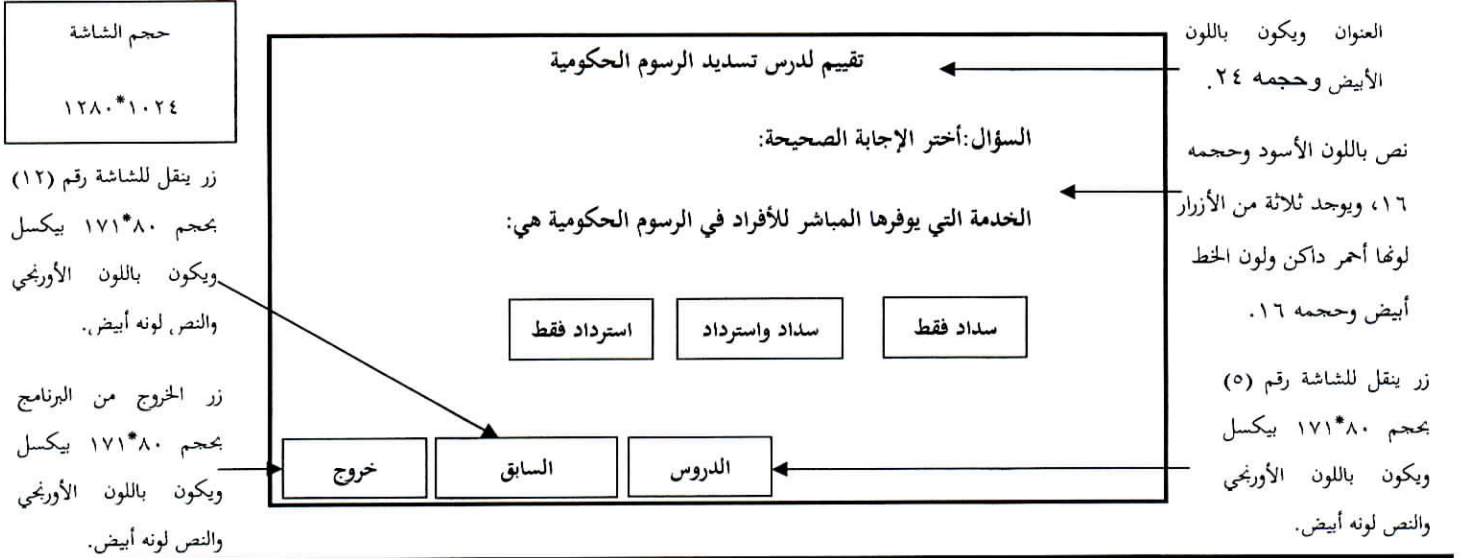 العنوان ويكون باللون
الأبيض وحجمه ٢٤.
نص باللون الأسود وحجمه
١٦، ويوجد ثلاثة من الأزرار
لونها أحمر داكن ولون الخط
أبيض وحجمه ١٦.
زر ينقل للشاشة رقم (٥)
بحجم ٨٠*١٧١ بيكسل
ويكون باللون الأورنجي
والنص لونه أبيض.
تقييم لدرس تسديد الرسوم الحكومية
السؤال:أختر الإجابة الصحيحة:
الخدمة التي يوفرها المباشر للأفراد في الرسوم الحكومية هي:
سداد فقط
سداد واسترداد
استرداد فقط
الدروس
السابق
خروج
حجم الشاشة
١٠٢٤*١٢٨٠
زر ينقل للشاشة رقم (١٢)
بحجم ٨٠*١٧١ بيكسل
ويكون باللون الأورنجي
والنص لونه أبيض.
زر الخروج من البرنامج
بحجم ٨٠*١٧١ بيكسل
ويكون باللون الأورنجي
والنص لونه أبيض.